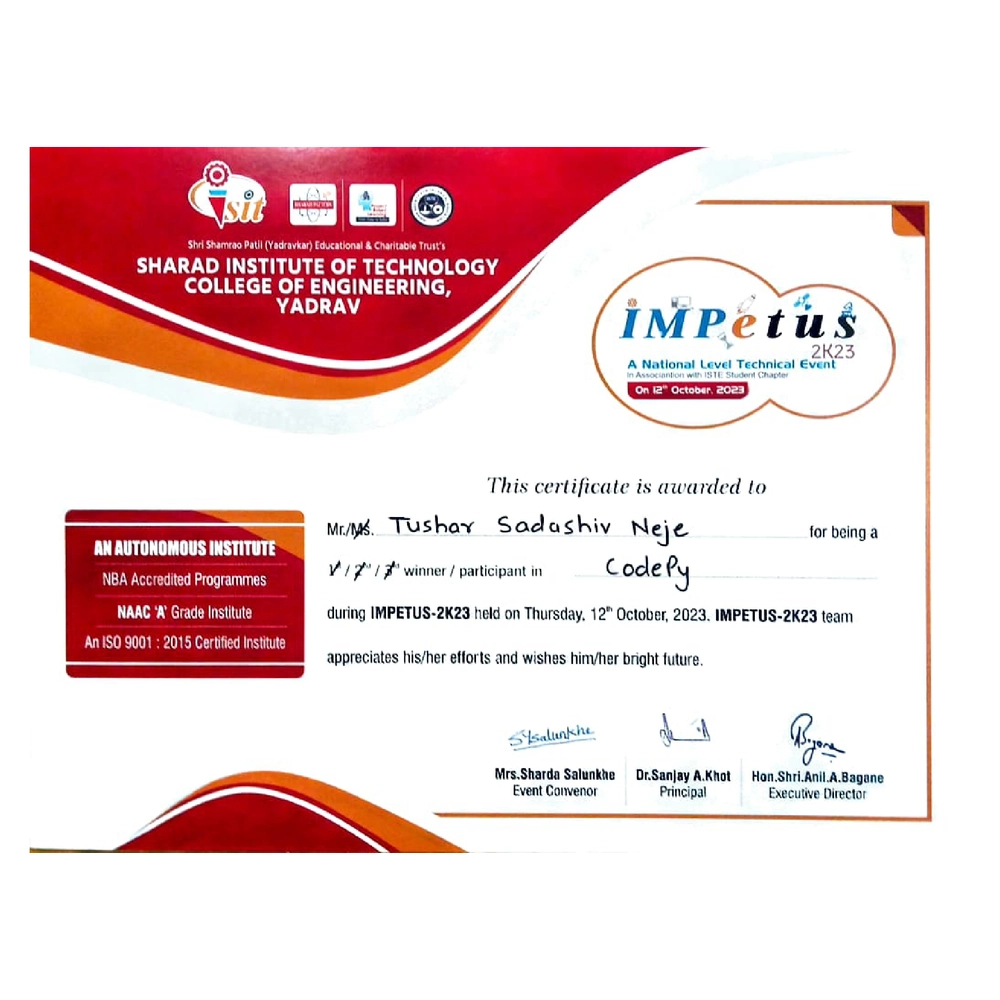 sit
Shri Shamrao Patil (Yadravkar) Educational & Charitable Trust's
SHARAD INSTITUTE OF TECHNOLOGY
COLLEGE OF ENGINEERING,
YADRAV
IMPetus
2K23
A National Level Technical Event
In Association with ISTE Student Chapter
On 12th October, 2023
This certificate is awarded to
Mr./Ms. Tushar Sadashiv Neje for being a
1st / 2nd / 3rd winner / participant in CodePy
during IMPETUS-2K23 held on Thursday, 12th October, 2023. IMPETUS-2K23 team
appreciates his/her efforts and wishes him/her bright future.
AN AUTONOMOUS INSTITUTE
NBA Accredited Programmes
NAAC 'A' Grade Institute
An ISO 9001 : 2015 Certified Institute
Mrs.Sharda Salunkhe
Event Convenor
Dr.Sanjay A.Khot
Principal
Hon.Shri.Anil.A.Bagane
Executive Director